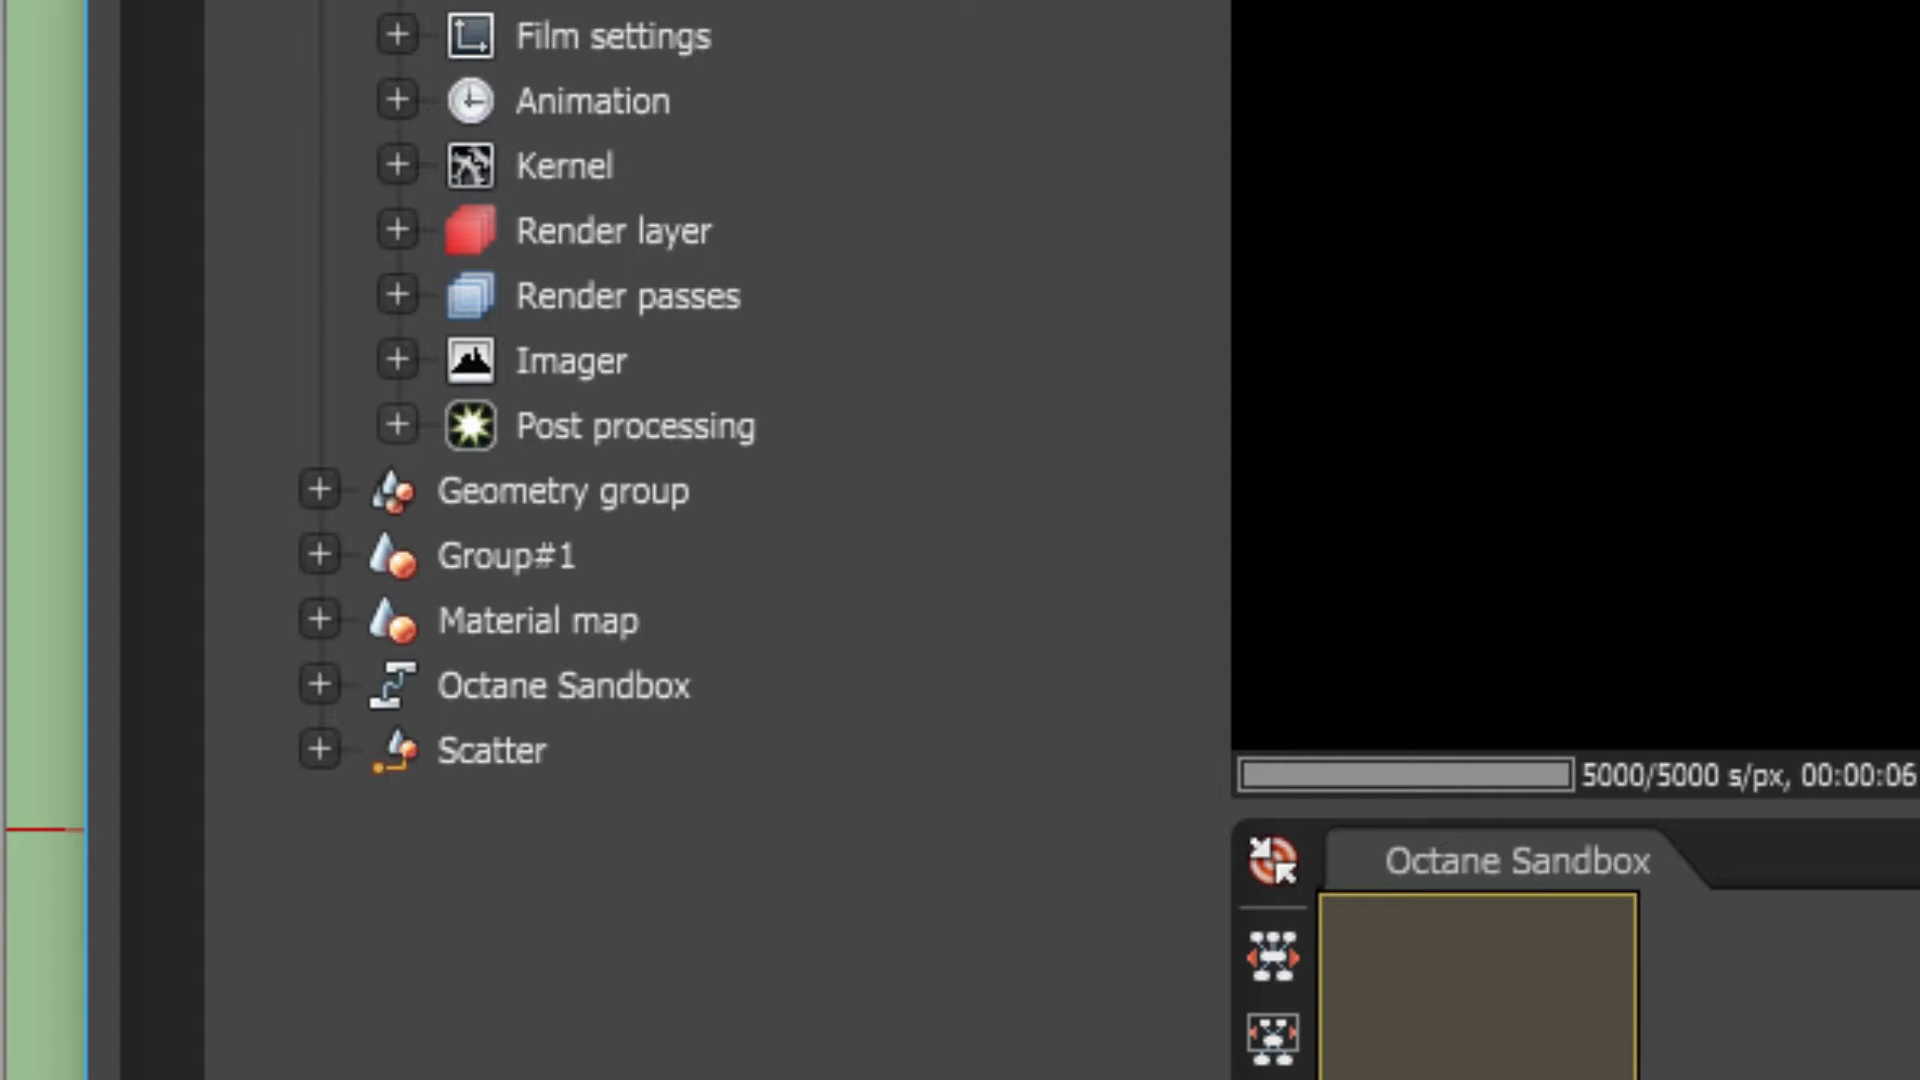 Film settings
Animation
Kernel
Render layer
Render passes
Imager
Post processing
Geometry group
Group#1
Material map
Octane Sandbox
Scatter
5000/5000 s/px, 00:00:06
Octane Sandbox